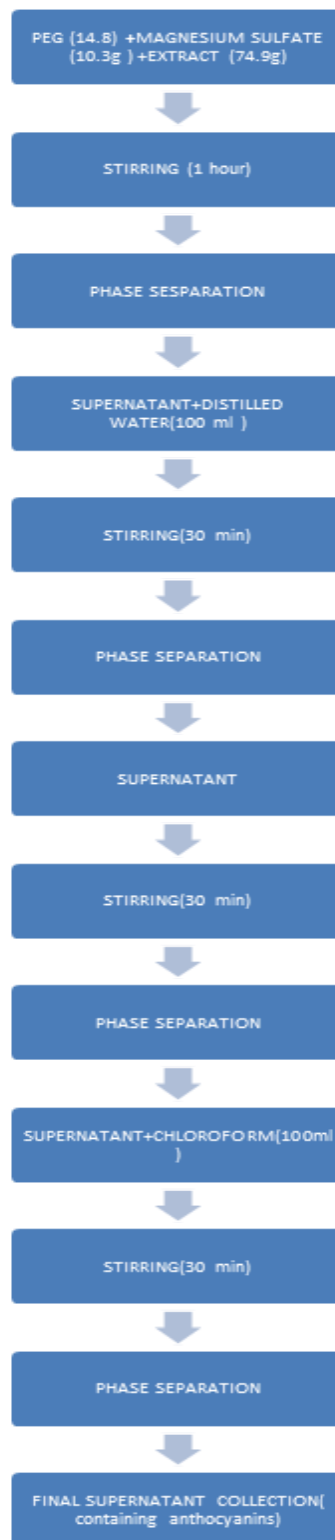 PEG (14.8) +MAGNESIUM SULFATE
(10.3g ) +EXTRACT (74.9g)
STIRRING (1 hour)
PHASE SESPARATION
SUPERNATANT+DISTILLED
WATER(100 ml )
STIRRING(30 min)
PHASE SEPARATION
SUPERNATANT
STIRRING(30 min)
PHASE SEPARATION
SUPERNATANT+CHLOROFORM(100ml
)
STIRRING(30 min)
PHASE SEPARATION
FINAL SUPERNATANT COLLECTION(
containing anthocyanins)